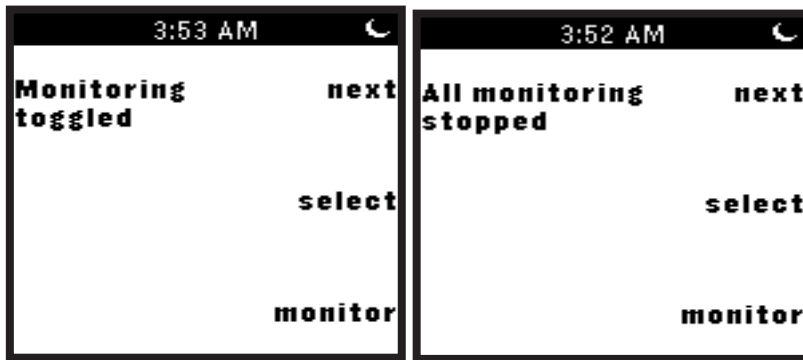 3:53 AM
Monitoring
toggled
next
select
monitor
3:52 AM
All monitoring
stopped
next
select
monitor